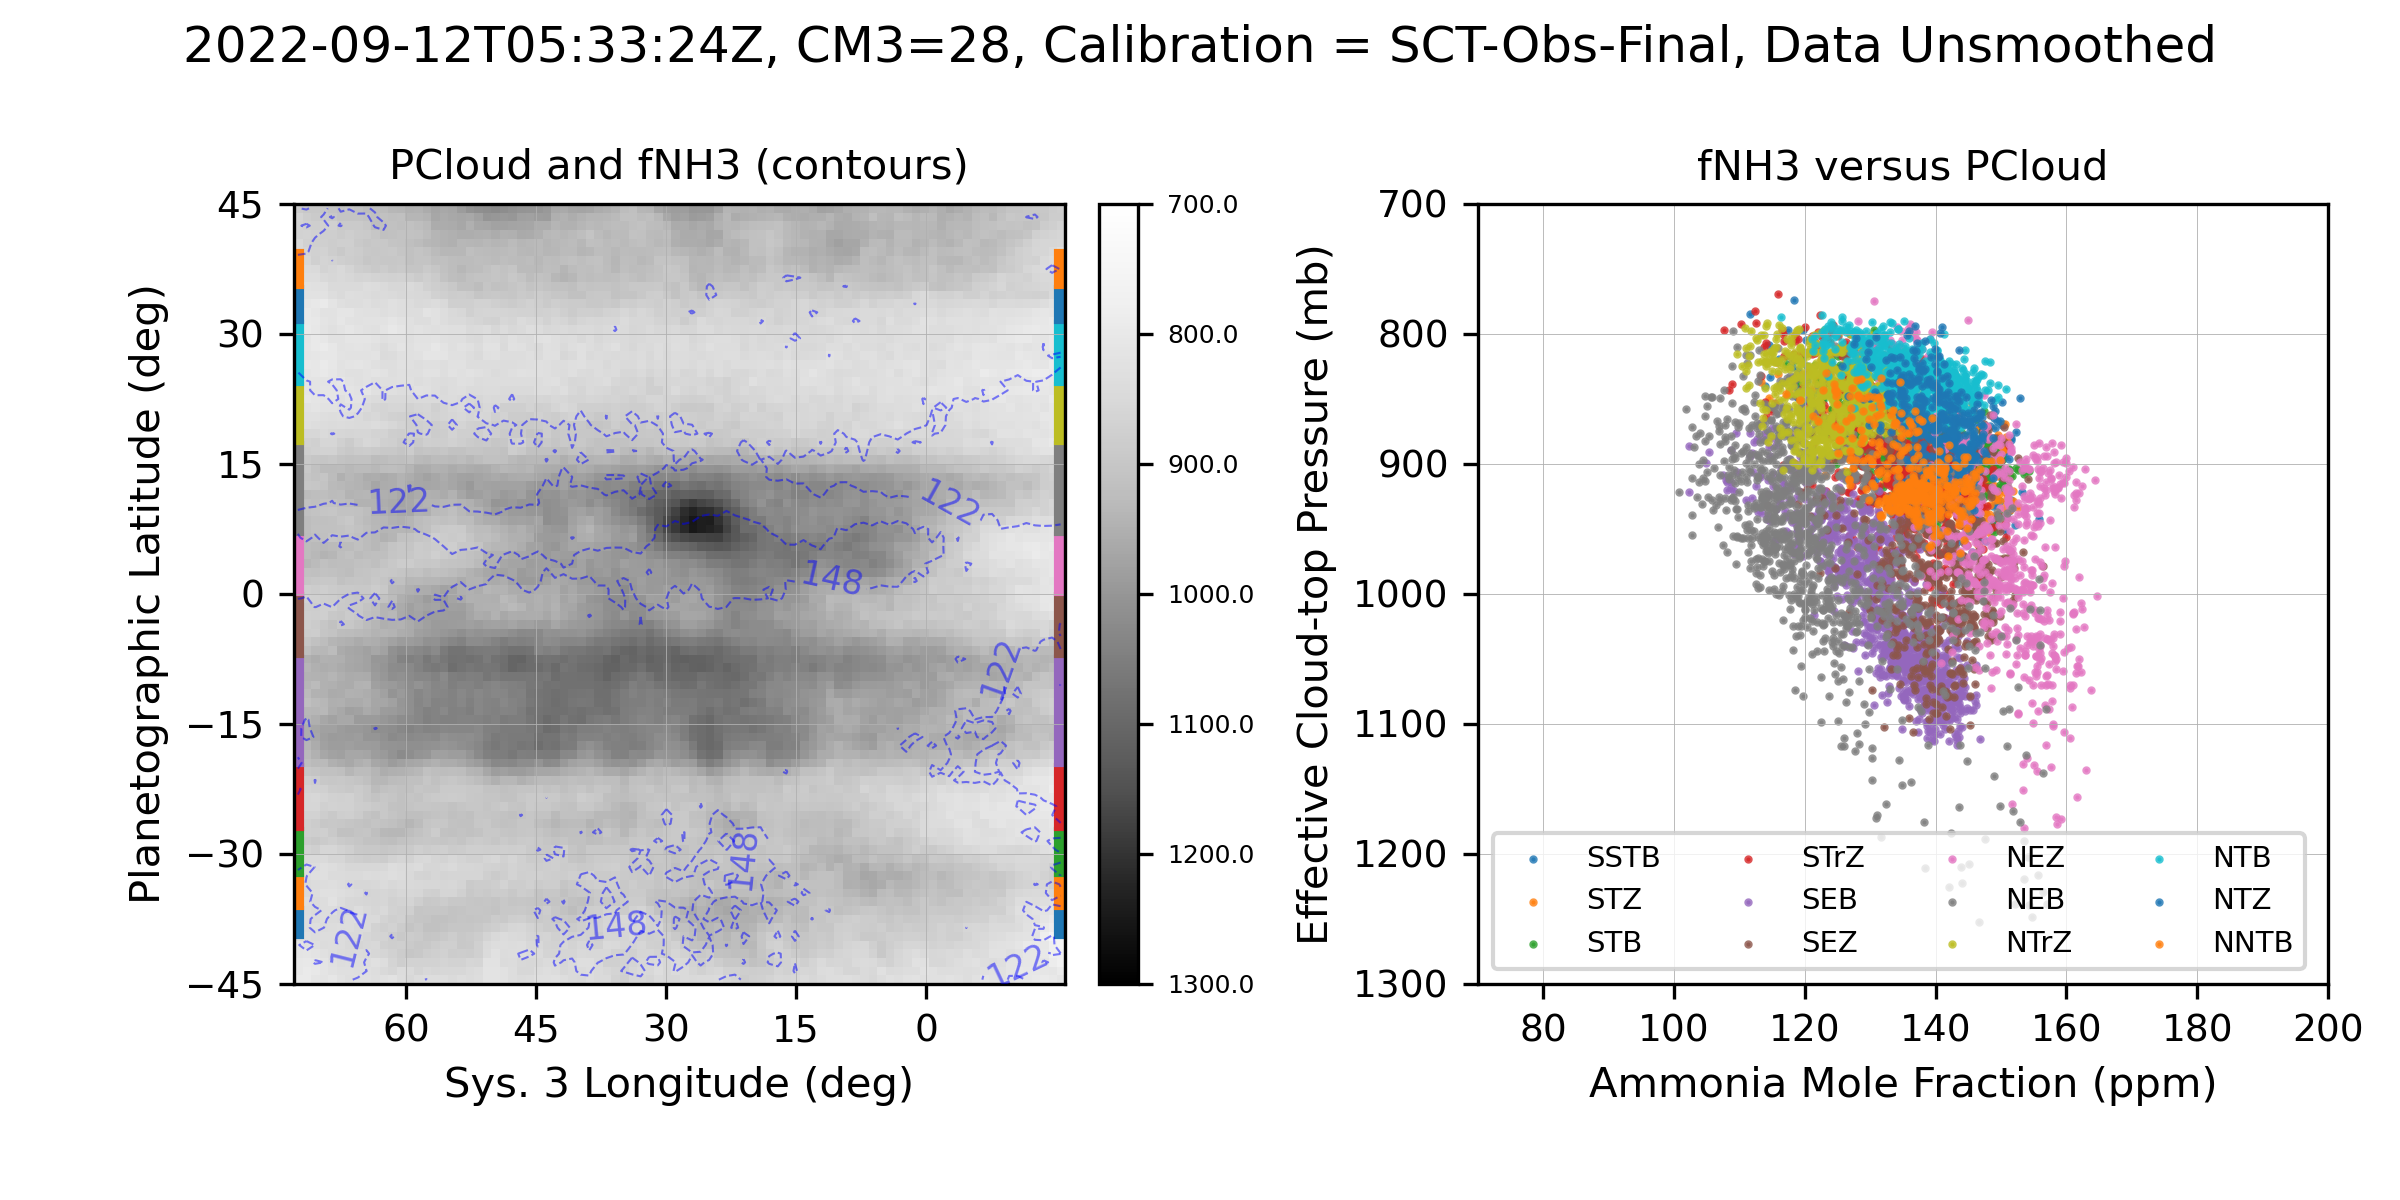 2022-09-12T05:33:24Z, CM3=28, Calibration = SCT-Obs-Final, Data Unsmoothed
PCloud and fNH3 (contours)
45
30
15
0
−15
−30
−45
Planetographic Latitude (deg)
60 45 30 15 0
Sys. 3 Longitude (deg)
122
122
148
122
148
148
122
122
700.0
800.0
900.0
1000.0
1100.0
1200.0
1300.0
fNH3 versus PCloud
700
800
900
1000
1100
1200
1300
Effective Cloud-top Pressure (mb)
SSTB STrZ NEZ NTB
STZ SEB NEB NTZ
STB SEZ NTrZ NNTB
80 100 120 140 160 180 200
Ammonia Mole Fraction (ppm)